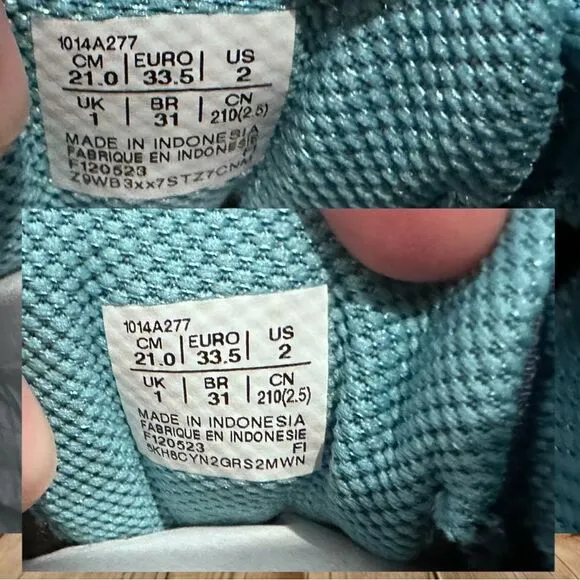 1014A277
CM EURO US
21.0 33.5 2
UK BR CN
1 31 210(2.5)
MADE IN INDONESIA
FABRIQUE EN INDONESIE
F120523
Z9WB3xx7STZ7CNM
1014A277
CM EURO US
21.0 33.5 2
UK BR CN
1 31 210(2.5)
MADE IN INDONESIA
FABRIQUE EN INDONESIE
F120523 FI
5KH8CYN2GRS2MWN